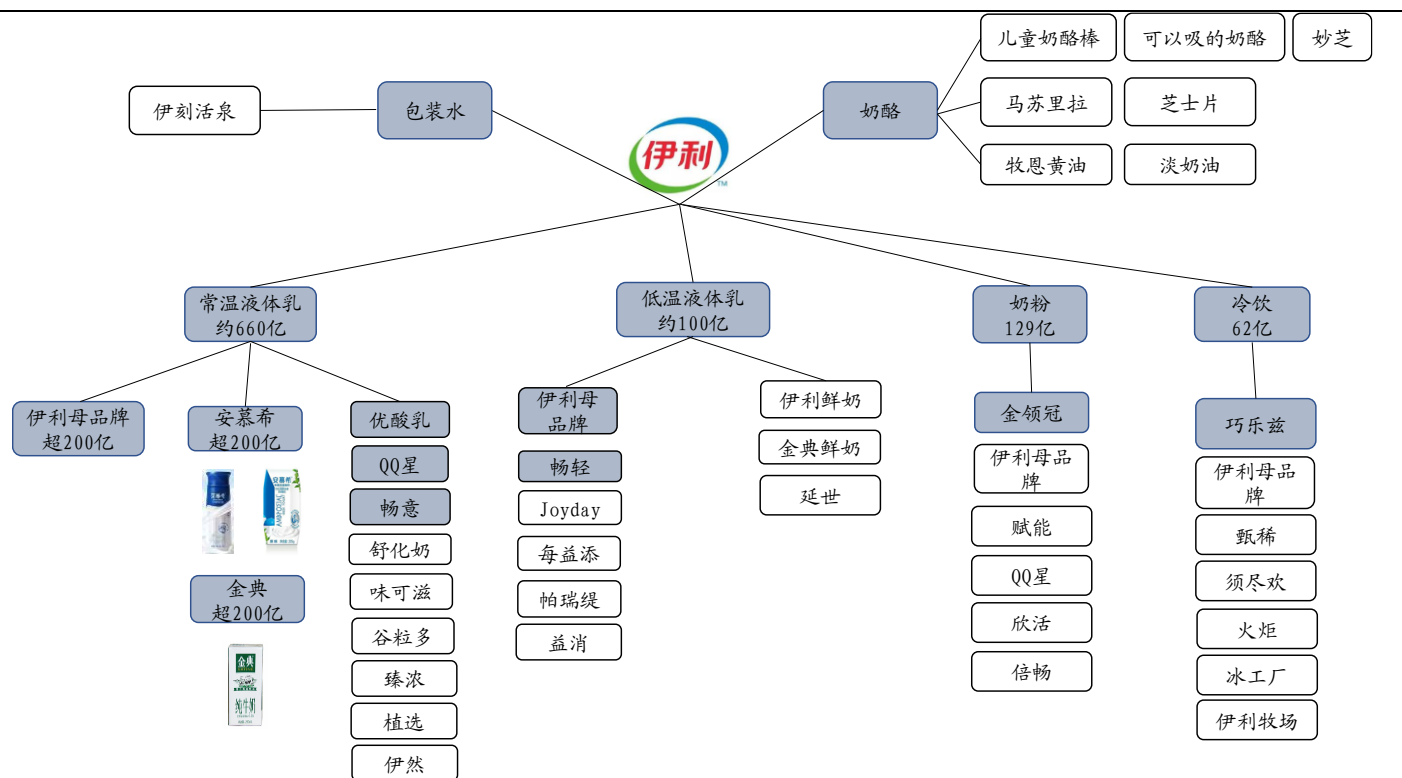 儿童奶酪棒
可以吸的奶酪
妙芝
伊刻活泉
包装水
奶酪
马苏里拉
芝士片
伊利
TM
牧恩黄油
淡奶油
常温液体乳
约660亿
低温液体乳
约100亿
奶粉
129亿
冷饮
62亿
伊利母品牌
超200亿
安慕希
超200亿
安慕希
金典
超200亿
金典
纯牛奶
优酸乳
QQ星
畅意
舒化奶
味可滋
谷粒多
臻浓
植选
伊然
伊利母
品牌
畅轻
Joyday
每益添
帕瑞缇
益消
伊利鲜奶
金典鲜奶
延世
金领冠
伊利母品
牌
赋能
QQ星
欣活
倍畅
巧乐兹
伊利母品
牌
甄稀
须尽欢
火炬
冰工厂
伊利牧场